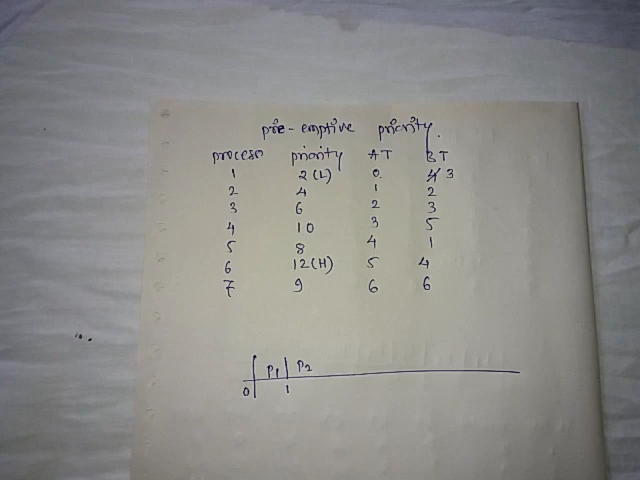 pre-emptive priority.
process priority AT BT
1 2(L) 0. 4 3
2 4 1 2
3 6 2 3
4 10 3 5
5 8 4 1
6 12(H) 5 4
7 9 6 6
P1 P2
0 1